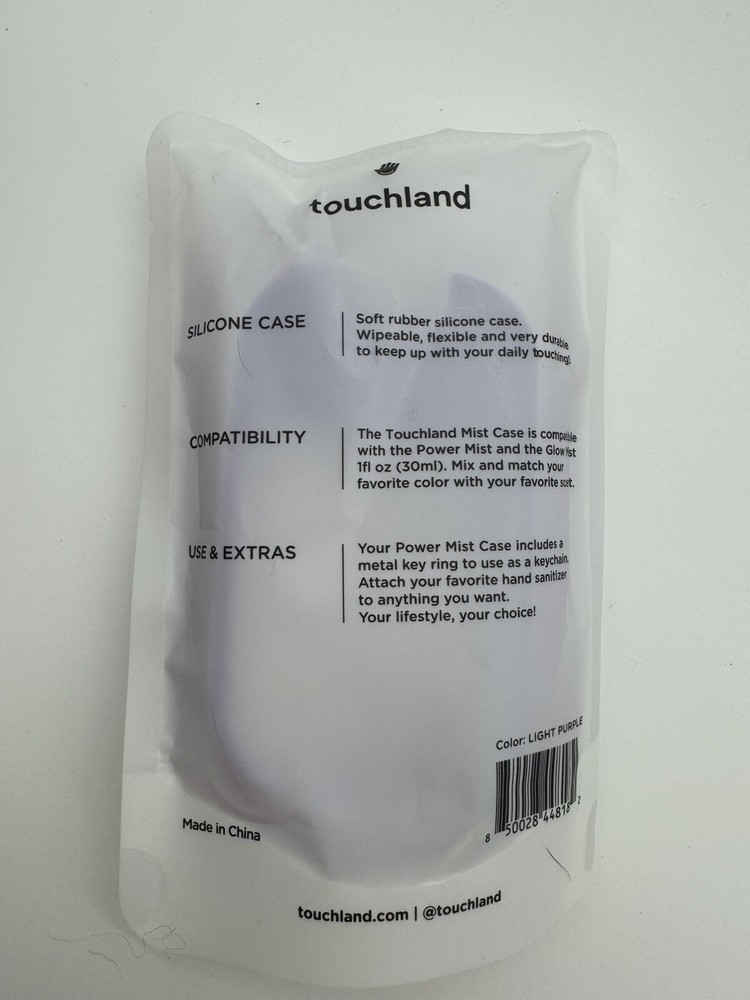 touchland
SILICONE CASE
Soft rubber silicone case.
Wipeable, flexible and very durable
to keep up with your daily touching!
COMPATIBILITY
The Touchland Mist Case is compatible
with the Power Mist and the Glow Mist
1fl oz (30ml). Mix and match your
favorite color with your favorite scent.
USE & EXTRAS
Your Power Mist Case includes a
metal key ring to use as a keychain.
Attach your favorite hand sanitizer
to anything you want.
Your lifestyle, your choice!
Color: LIGHT PURPLE
8 50028 44818 2
Made in China
touchland.com | @touchland